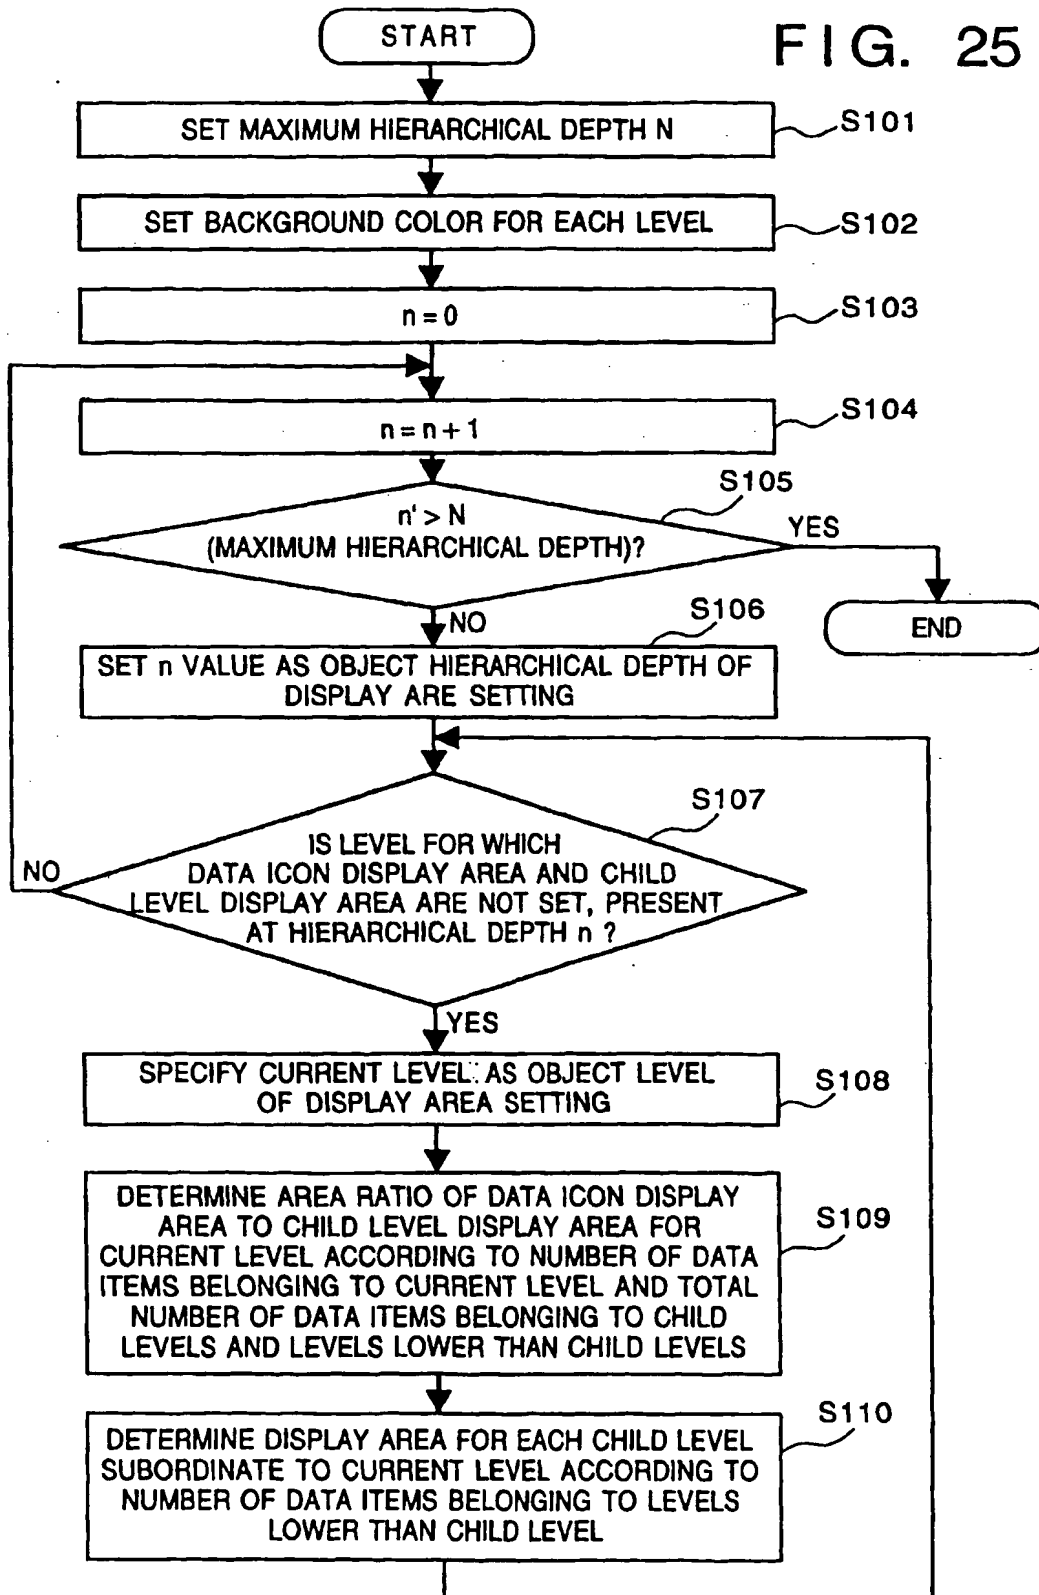 START
FIG. 25
SET MAXIMUM HIERARCHICAL DEPTH N
S101
SET BACKGROUND COLOR FOR EACH LEVEL
S102
n = 0
S103
n = n + 1
S104
S105
n' > N
(MAXIMUM HIERARCHICAL DEPTH)?
YES
END
NO
S106
SET n VALUE AS OBJECT HIERARCHICAL DEPTH OF
DISPLAY ARE SETTING
S107
IS LEVEL FOR WHICH
DATA ICON DISPLAY AREA AND CHILD
LEVEL DISPLAY AREA ARE NOT SET, PRESENT
AT HIERARCHICAL DEPTH n ?
NO
YES
SPECIFY CURRENT LEVEL AS OBJECT LEVEL
OF DISPLAY AREA SETTING
S108
DETERMINE AREA RATIO OF DATA ICON DISPLAY
AREA TO CHILD LEVEL DISPLAY AREA FOR
CURRENT LEVEL ACCORDING TO NUMBER OF DATA
ITEMS BELONGING TO CURRENT LEVEL AND TOTAL
NUMBER OF DATA ITEMS BELONGING TO CHILD
LEVELS AND LEVELS LOWER THAN CHILD LEVELS
S109
DETERMINE DISPLAY AREA FOR EACH CHILD LEVEL
SUBORDINATE TO CURRENT LEVEL ACCORDING TO
NUMBER OF DATA ITEMS BELONGING TO LEVELS
LOWER THAN CHILD LEVEL
S110